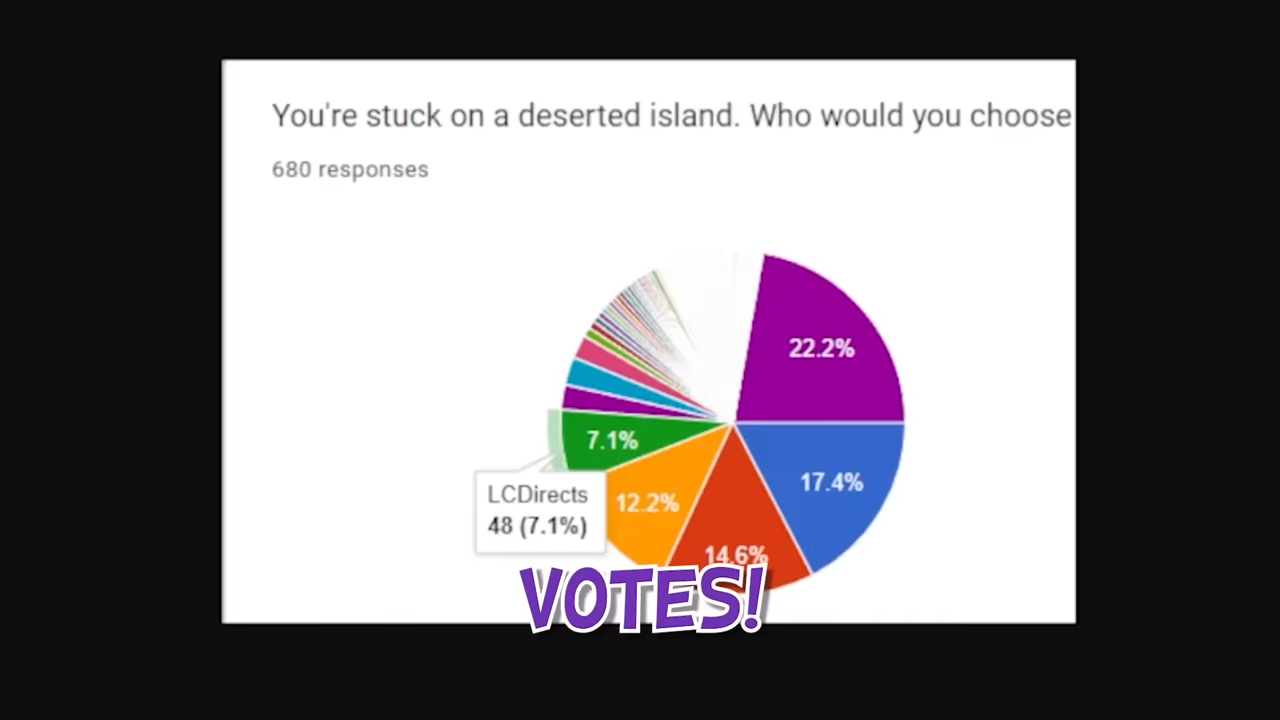 You're stuck on a deserted island. Who would you choose
680 responses
22.2%
7.1%
17.4%
LCDirects
48 (7.1%)
12.2%
14.6%
VOTES!